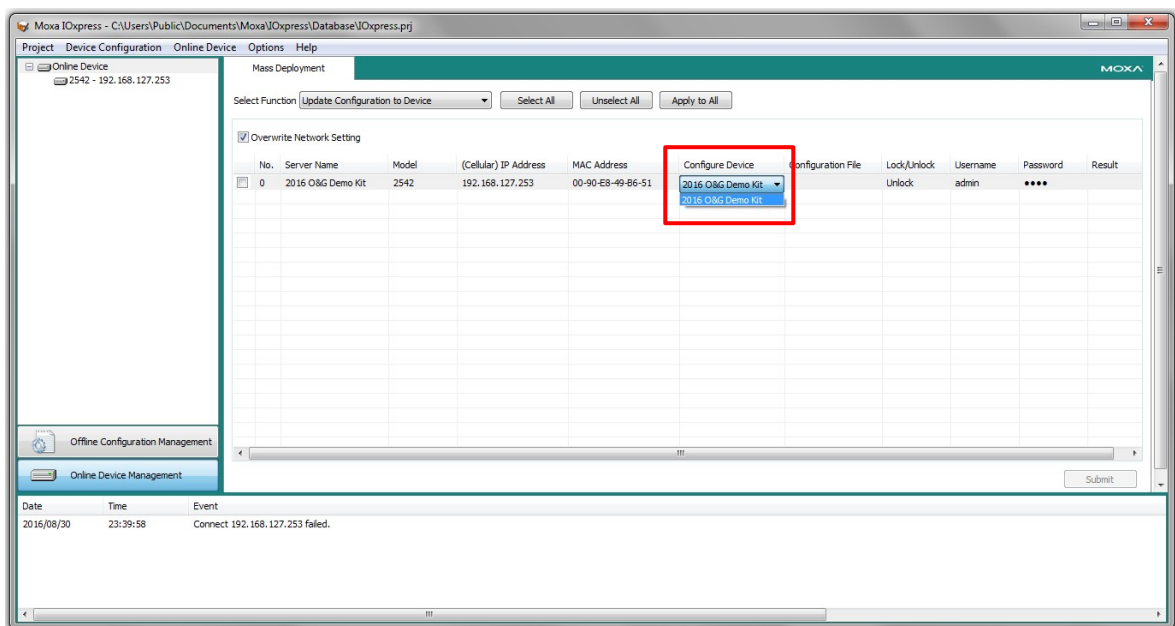 Moxa IOxpress - C:\Users\Public\Documents\Moxa\IOxpress\Database\IOxpress.prj
Project Device Configuration Online Device Options Help
Online Device
2542 - 192.168.127.253
Mass Deployment
MOXA
Select Function Update Configuration to Device Select All Unselect All Apply to All
Overwrite Network Setting
No. Server Name Model (Cellular) IP Address MAC Address Configure Device Configuration File Lock/Unlock Username Password Result
0 2016 O&G Demo Kit 2542 192.168.127.253 00-90-E8-49-B6-51 2016 O&G Demo Kit Unlock admin ●●●●
2016 O&G Demo Kit
Offline Configuration Management
Online Device Management
Submit
Date Time Event
2016/08/30 23:39:58 Connect 192.168.127.253 failed.